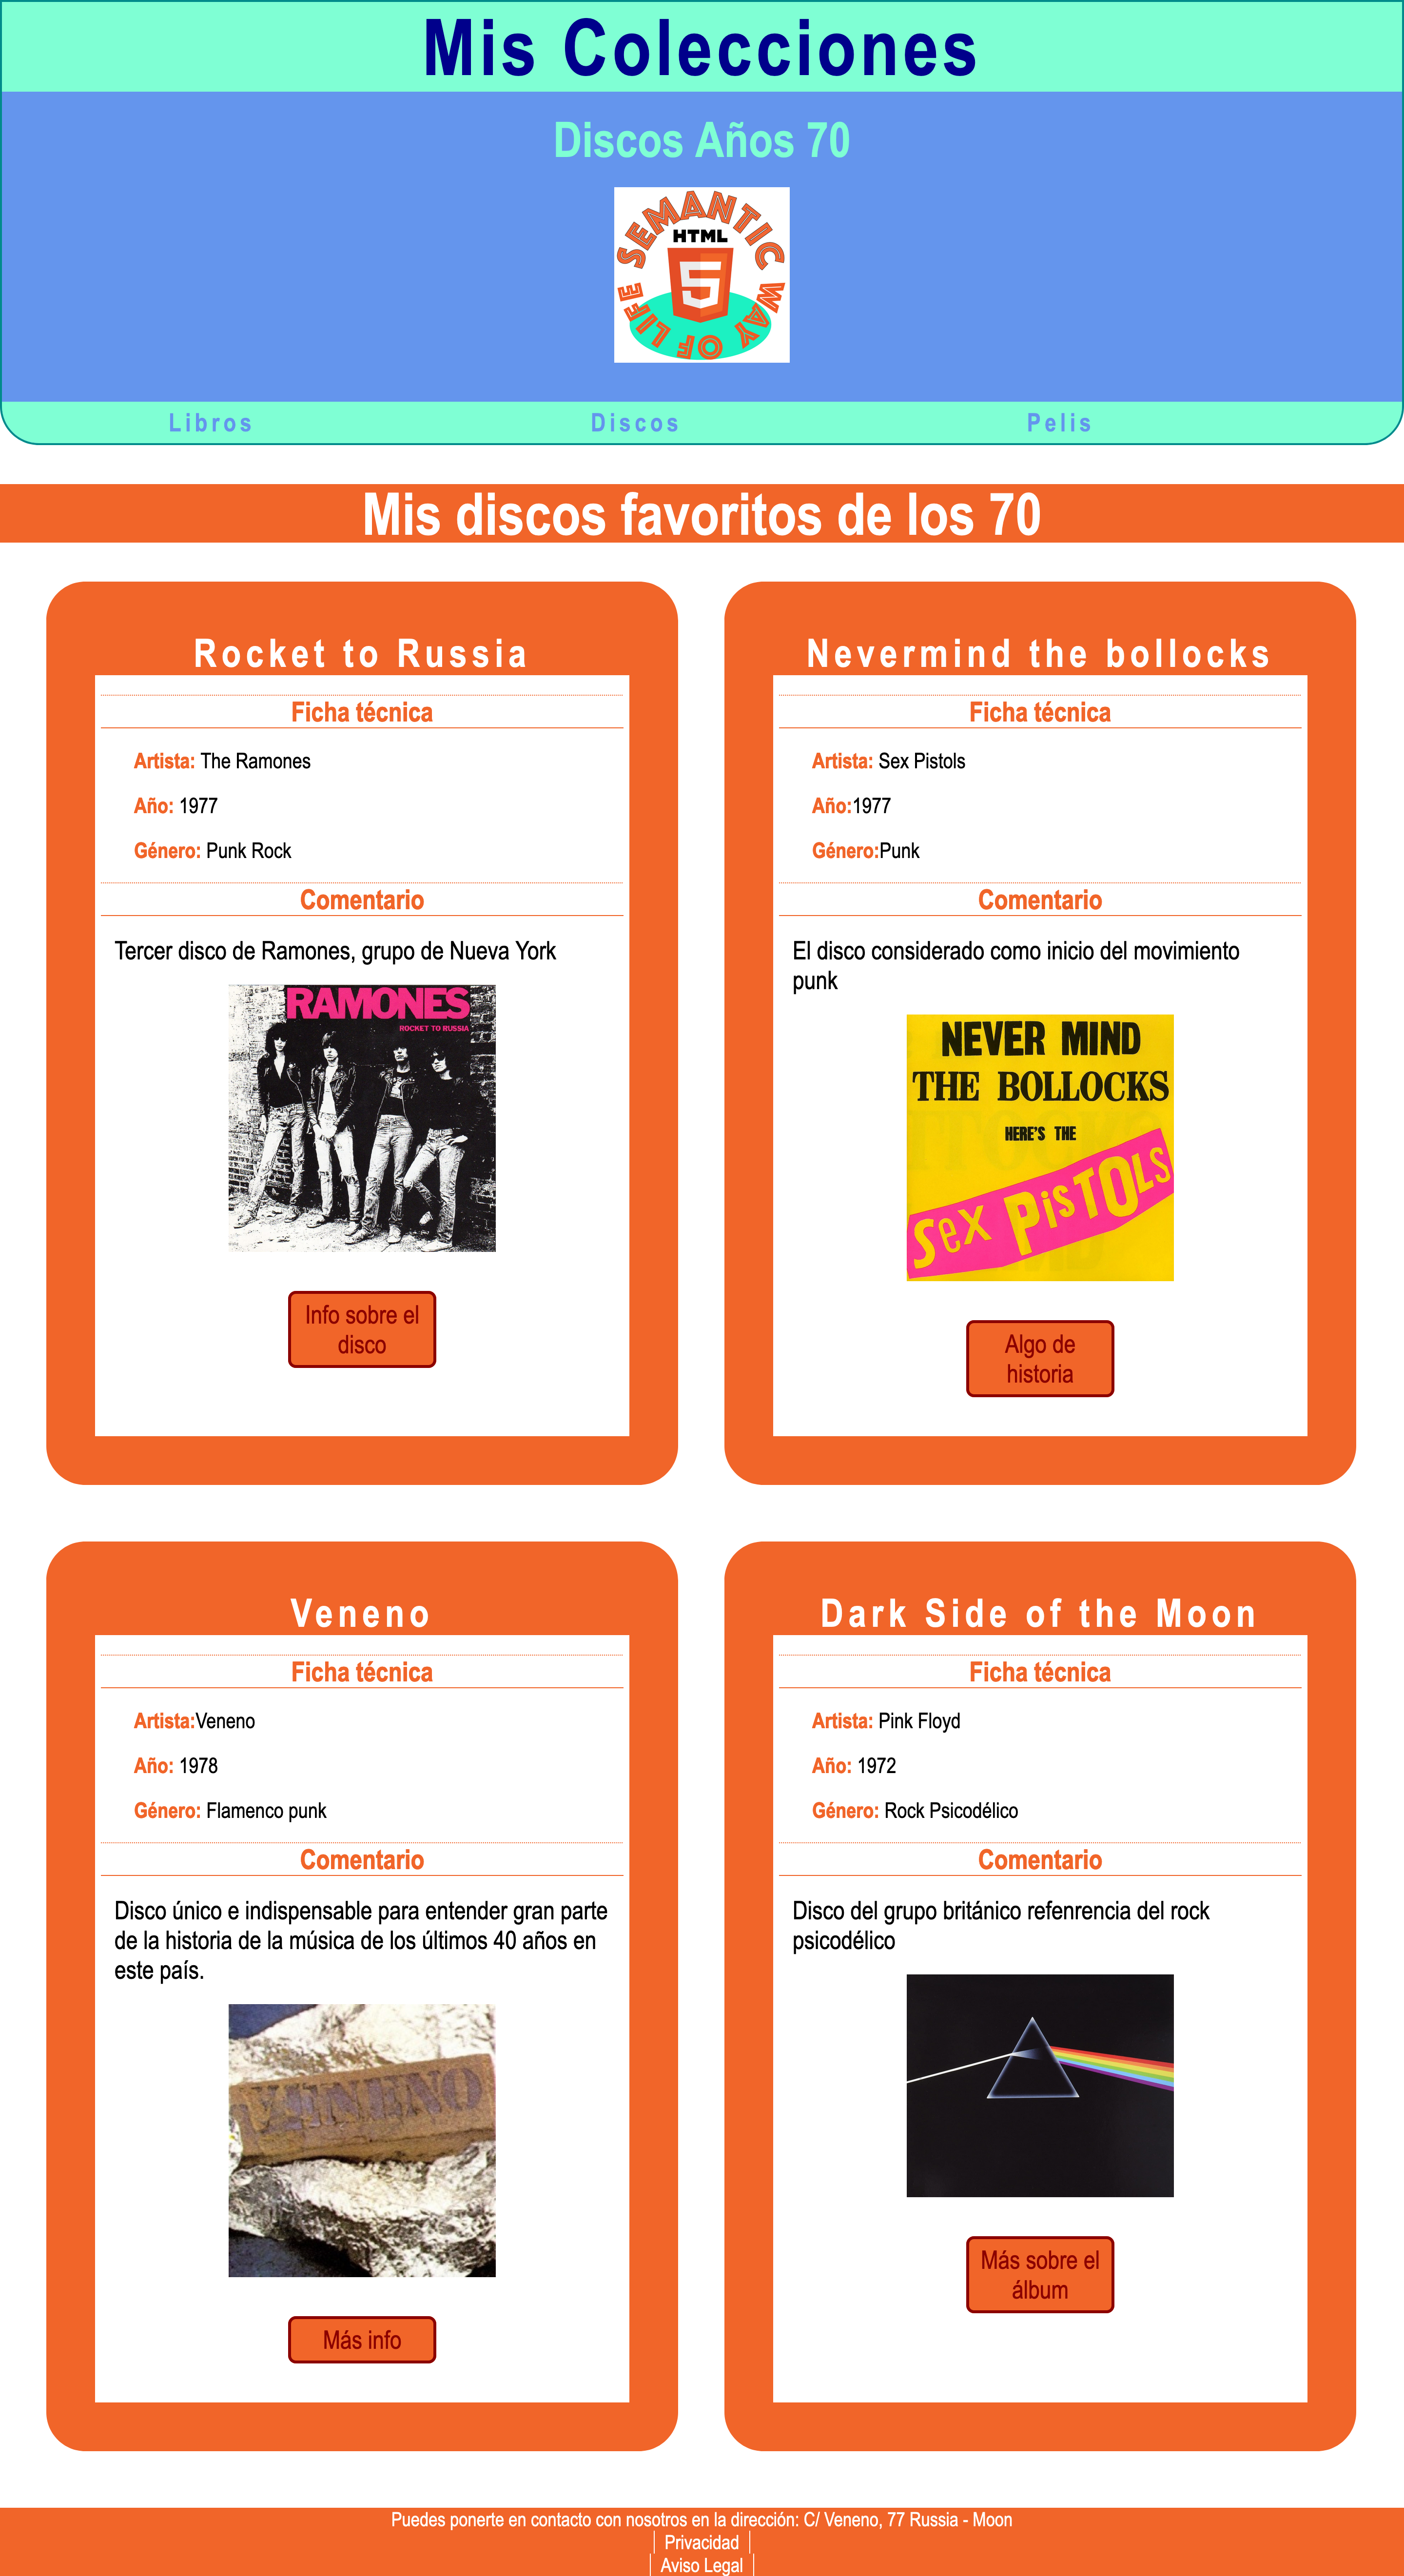 Mis Colecciones
Discos Años 70
SEMANTIC
HTML
5
WAY OF LIFE
Libros
Discos
Pelis
Mis discos favoritos de los 70
Rocket to Russia
Ficha técnica
Artista: The Ramones
Año: 1977
Género: Punk Rock
Comentario
Tercer disco de Ramones, grupo de Nueva York
RAMONES
ROCKET TO RUSSIA
Info sobre el
disco
Nevermind the bollocks
Ficha técnica
Artista: Sex Pistols
Año:1977
Género:Punk
Comentario
El disco considerado como inicio del movimiento
punk
NEVER MIND
THE BOLLOCKS
HERE'S THE
Sex PisTOLs
Algo de
historia
Veneno
Ficha técnica
Artista:Veneno
Año: 1978
Género: Flamenco punk
Comentario
Disco único e indispensable para entender gran parte
de la historia de la música de los últimos 40 años en
este país.
VENENO
Más info
Dark Side of the Moon
Ficha técnica
Artista: Pink Floyd
Año: 1972
Género: Rock Psicodélico
Comentario
Disco del grupo británico refenrencia del rock
psicodélico
Más sobre el
álbum
Puedes ponerte en contacto con nosotros en la dirección: C/ Veneno, 77 Russia - Moon
Privacidad
Aviso Legal